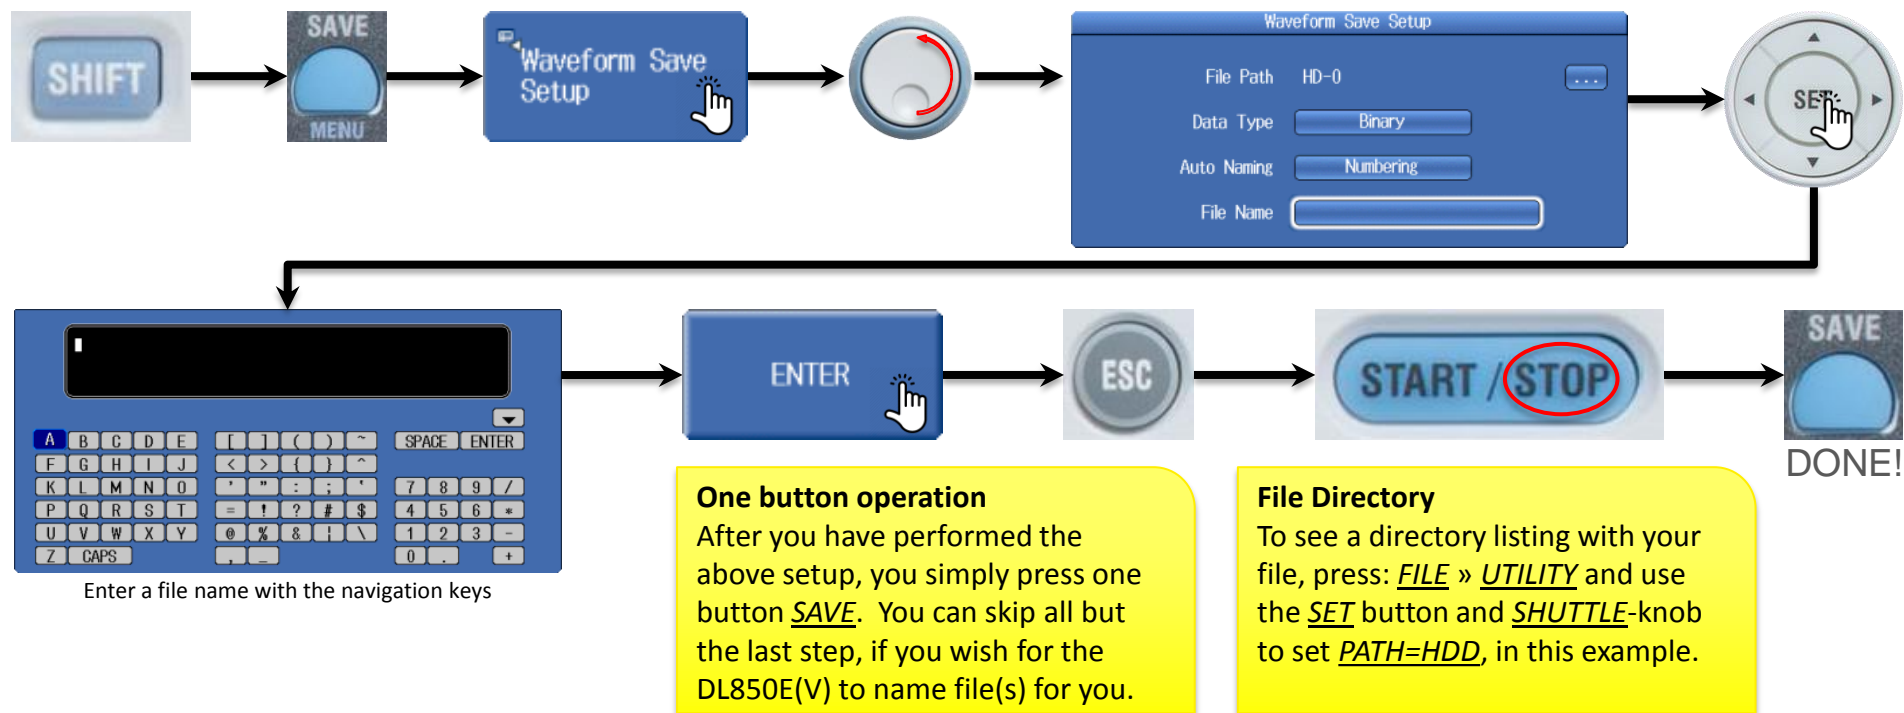 SHIFT
SAVE
MENU
Waveform Save
Setup
Waveform Save Setup
File Path HD-0 ...
Data Type Binary
Auto Naming Numbering
File Name
SET
A B C D E [ ] ( ) ~ SPACE ENTER
F G H I J < > { } ^
K L M N O ' " : ; ` 7 8 9 /
P Q R S T = ! ? # $ 4 5 6 *
U V W X Y @ % & ¦ \ 1 2 3 -
Z CAPS , _ 0 . +
Enter a file name with the navigation keys
ENTER
ESC
START / STOP
SAVE
DONE!
One button operation
After you have performed the
above setup, you simply press one
button SAVE. You can skip all but
the last step, if you wish for the
DL850E(V) to name file(s) for you.
File Directory
To see a directory listing with your
file, press: FILE » UTILITY and use
the SET button and SHUTTLE-knob
to set PATH=HDD, in this example.